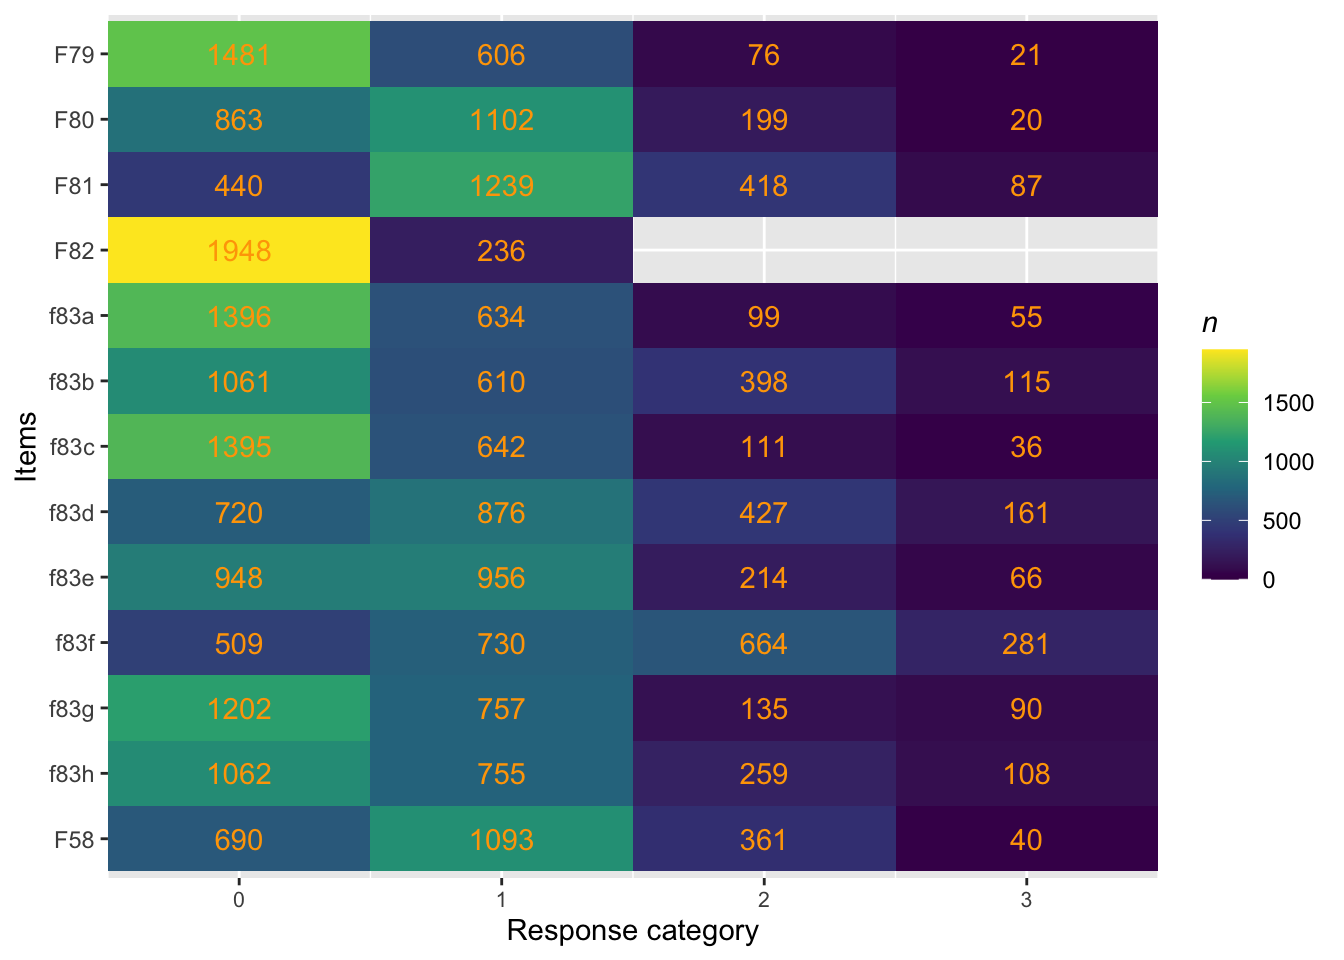 F79 1481 606 76 21
F80 863 1102 199 20
F81 440 1239 418 87
F82 1948 236
f83a 1396 634 99 55
f83b 1061 610 398 115
f83c 1395 642 111 36
f83d 720 876 427 161
f83e 948 956 214 66
f83f 509 730 664 281
f83g 1202 757 135 90
f83h 1062 755 259 108
F58 690 1093 361 40
0 1 2 3
Response category
Items
n
1500
1000
500
0